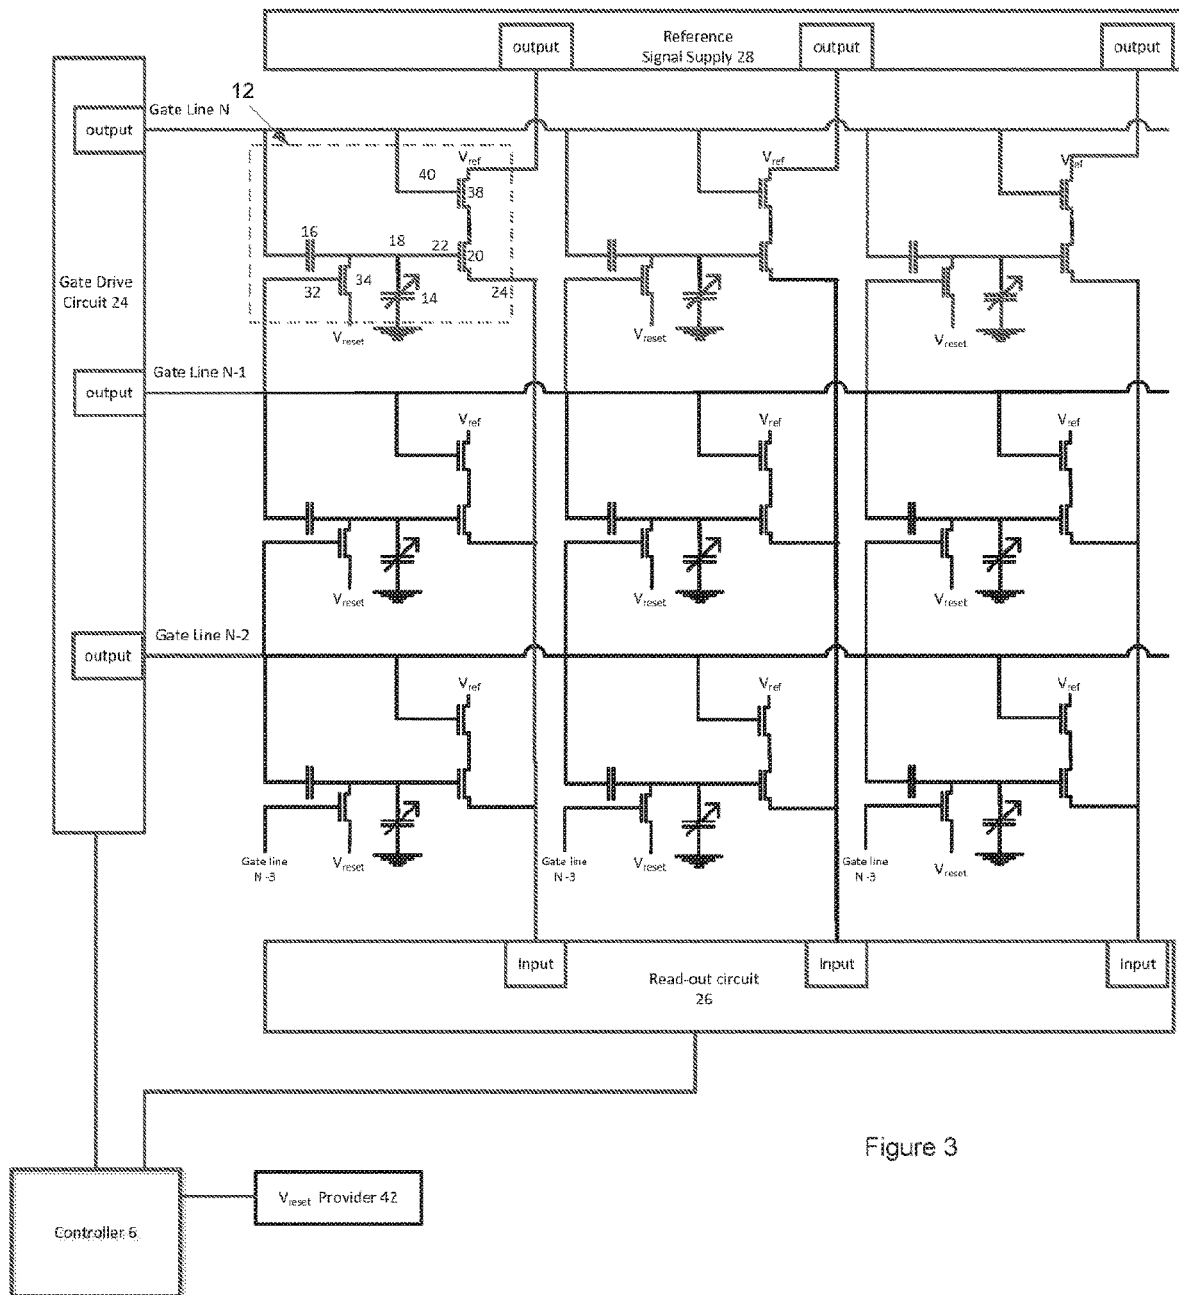 Reference
Signal Supply 28
output
output
output
Gate Drive
Circuit 24
output
Gate Line N
12
Vref
40
38
16
18
22
20
34
32
14
24
Vreset
Vref
Vreset
Vref
Vreset
output
Gate Line N-1
Vref
Vreset
Vref
Vreset
Vref
Vreset
output
Gate Line N-2
Vref
Vreset
Gate line
N-3
Vref
Vreset
Gate line
N-3
Vref
Vreset
Gate line
N-3
Input
Input
Input
Read-out circuit
26
Figure 3
Controller 6
Vreset Provider 42